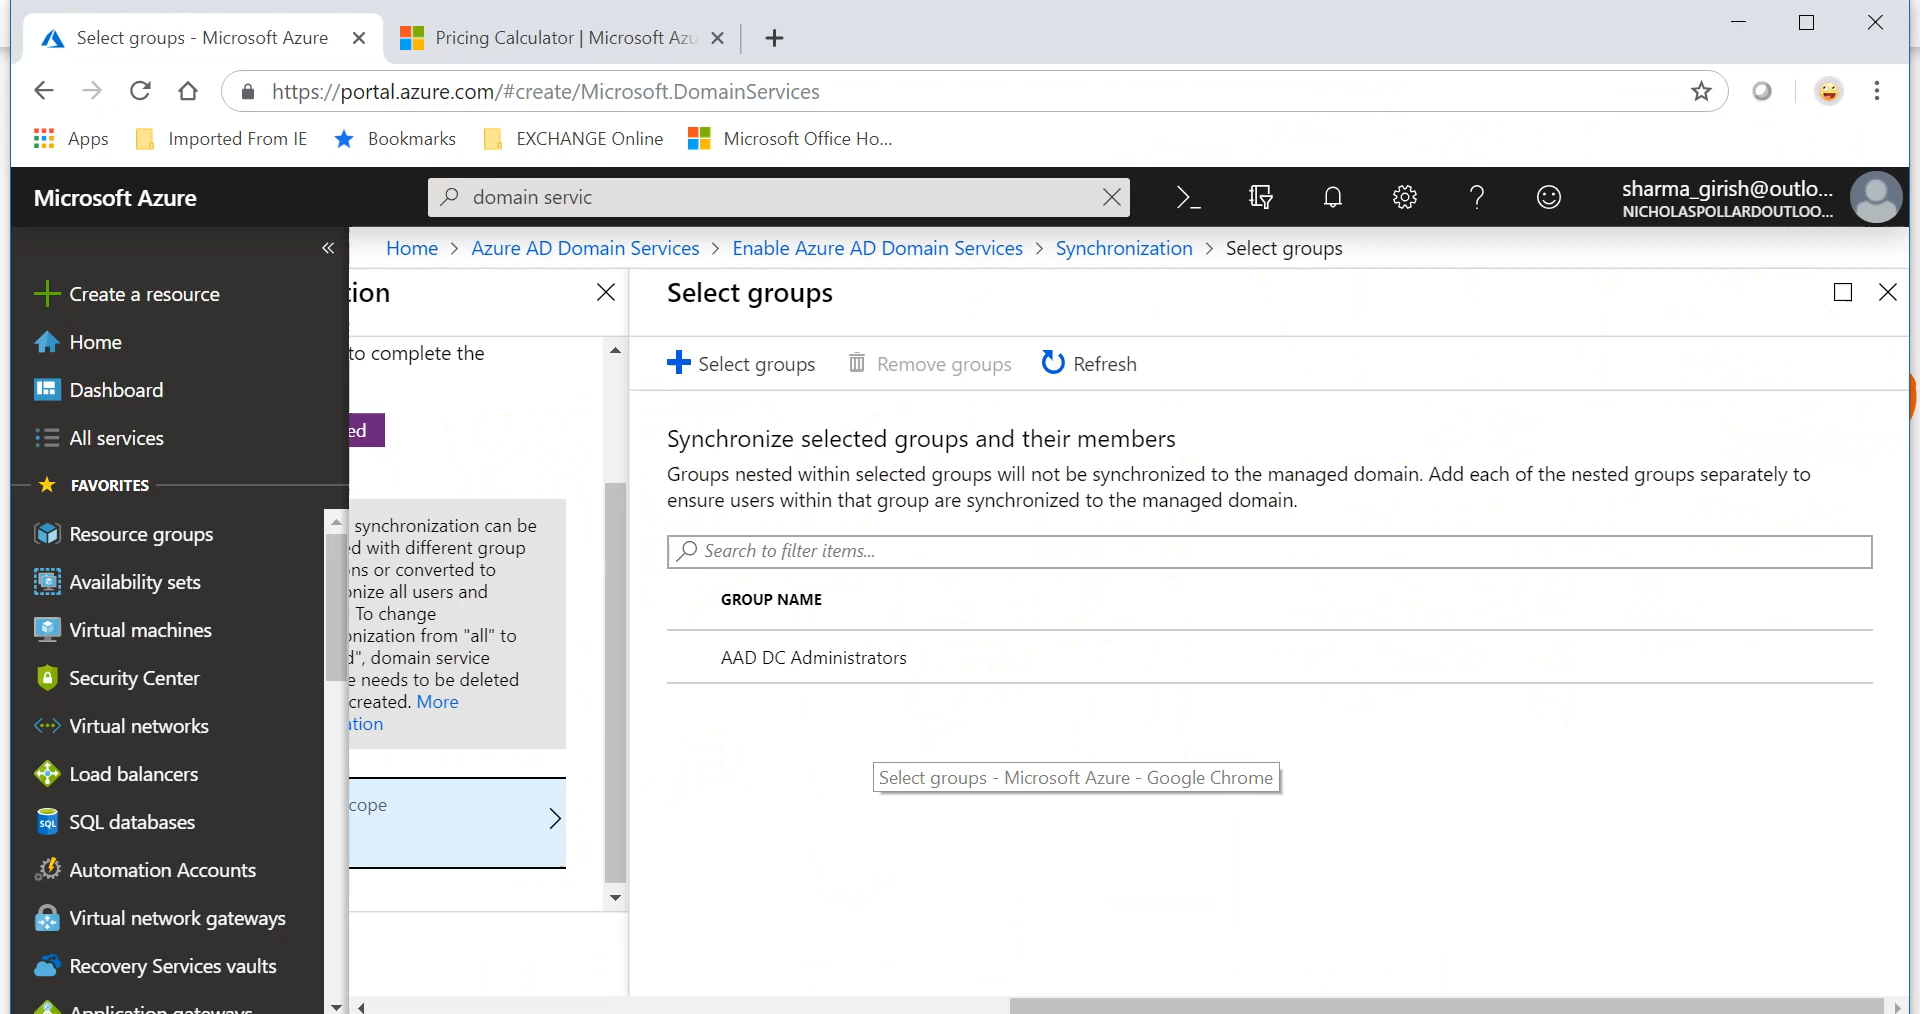 Select groups - Microsoft Azure
Pricing Calculator | Microsoft Azu
https://portal.azure.com/#create/Microsoft.DomainServices
Apps
Imported From IE
Bookmarks
EXCHANGE Online
Microsoft Office Ho...
Microsoft Azure
domain servic
sharma_girish@outlo...
NICHOLASPOLLARDOUTLOO...
Home > Azure AD Domain Services > Enable Azure AD Domain Services > Synchronization > Select groups
Create a resource
Home
Dashboard
All services
FAVORITES
Resource groups
Availability sets
Virtual machines
Security Center
Virtual networks
Load balancers
SQL databases
Automation Accounts
Virtual network gateways
Recovery Services vaults
Application gateways
tion
to complete the
ed
synchronization can be
ed with different group
ons or converted to
onize all users and
To change
onization from "all" to
d", domain service
e needs to be deleted
created. More
ation
cope
Select groups
Select groups
Remove groups
Refresh
Synchronize selected groups and their members
Groups nested within selected groups will not be synchronized to the managed domain. Add each of the nested groups separately to
ensure users within that group are synchronized to the managed domain.
Search to filter items...
GROUP NAME
AAD DC Administrators
Select groups - Microsoft Azure - Google Chrome